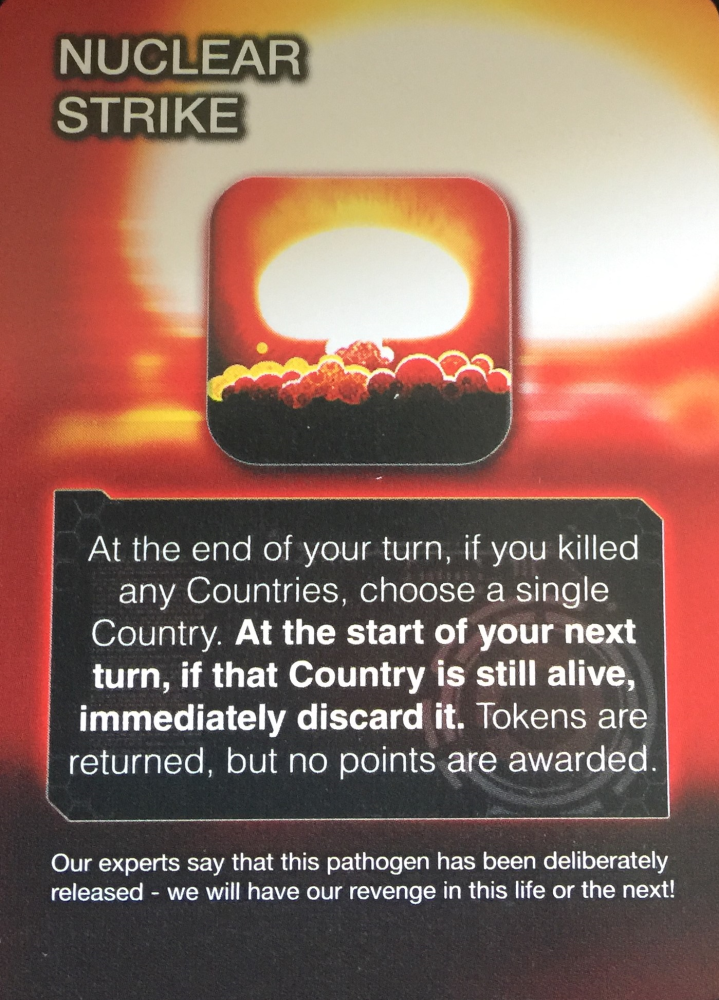 NUCLEAR
STRIKE
At the end of your turn, if you killed
any Countries, choose a single
Country. At the start of your next
turn, if that Country is still alive,
immediately discard it. Tokens are
returned, but no points are awarded.
Our experts say that this pathogen has been deliberately
released - we will have our revenge in this life or the next!